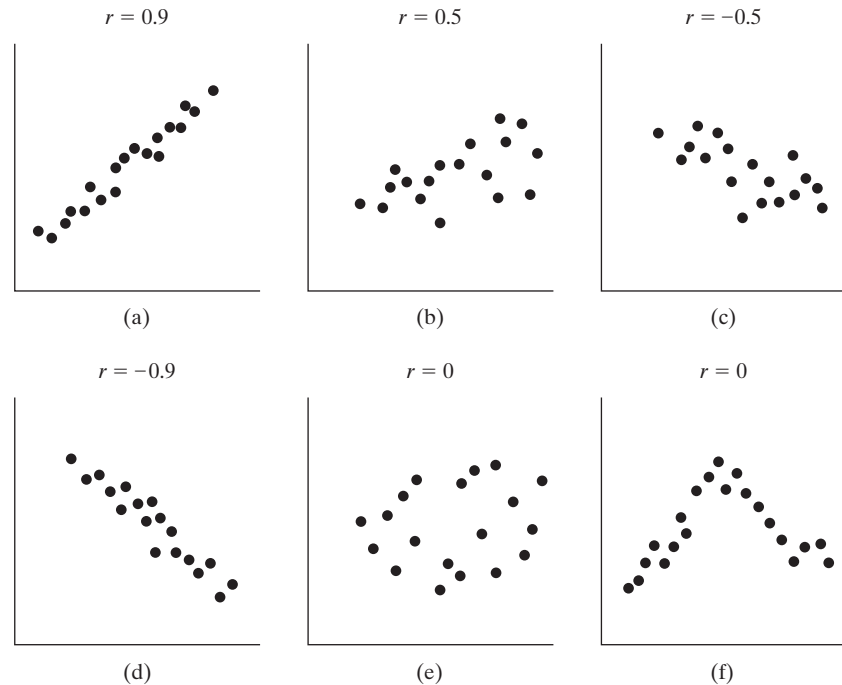 r = 0.9 r = 0.5 r = −0.5
(a) (b) (c)
r = −0.9 r = 0 r = 0
(d) (e) (f)